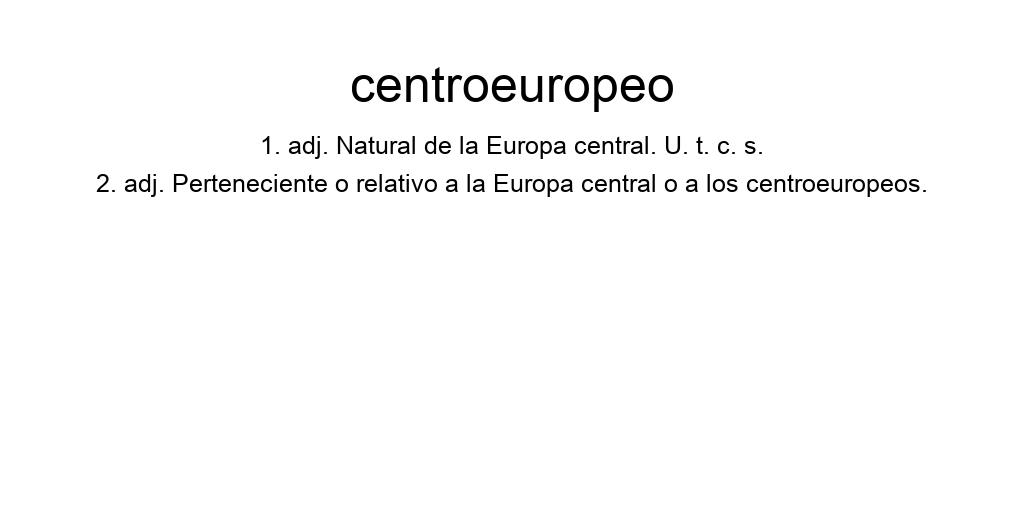 centroeuropeo
1. adj. Natural de la Europa central. U. t. c. s.
2. adj. Perteneciente o relativo a la Europa central o a los centroeuropeos.